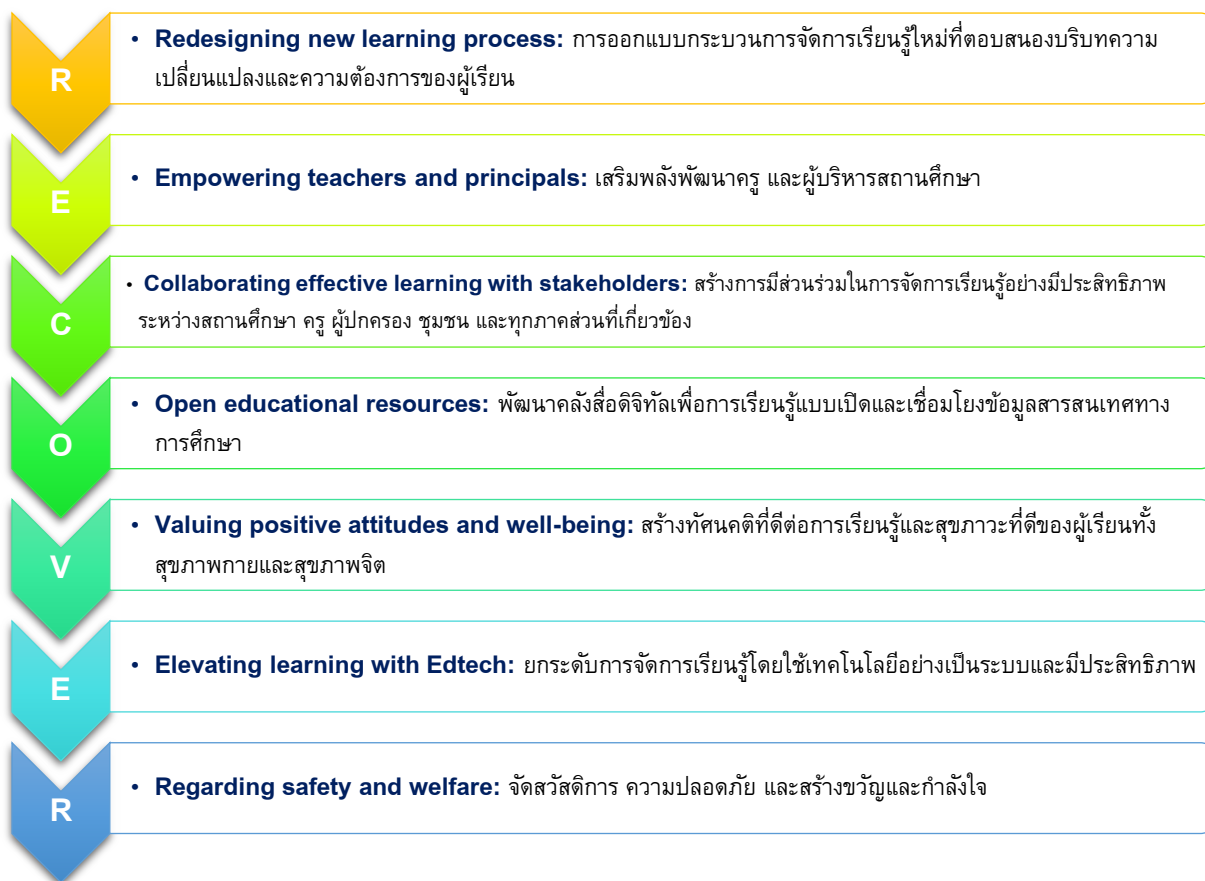 R
• Redesigning new learning process: การออกแบบกระบวนการจัดการเรียนรู้ใหม่ที่ตอบสนองบริบทความ
เปลี่ยนแปลงและความต้องการของผู้เรียน
E
• Empowering teachers and principals: เสริมพลังพัฒนาครู และผู้บริหารสถานศึกษา
C
• Collaborating effective learning with stakeholders: สร้างการมีส่วนร่วมในการจัดการเรียนรู้อย่างมีประสิทธิภาพ
ระหว่างสถานศึกษา ครู ผู้ปกครอง ชุมชน และทุกภาคส่วนที่เกี่ยวข้อง
O
• Open educational resources: พัฒนาคลังสื่อดิจิทัลเพื่อการเรียนรู้แบบเปิดและเชื่อมโยงข้อมูลสารสนเทศทาง
การศึกษา
V
• Valuing positive attitudes and well-being: สร้างทัศนคติที่ดีต่อการเรียนรู้และสุขภาวะที่ดีของผู้เรียนทั้ง
สุขภาพกายและสุขภาพจิต
E
• Elevating learning with Edtech: ยกระดับการจัดการเรียนรู้โดยใช้เทคโนโลยีอย่างเป็นระบบและมีประสิทธิภาพ
R
• Regarding safety and welfare: จัดสวัสดิการ ความปลอดภัย และสร้างขวัญและกำลังใจ